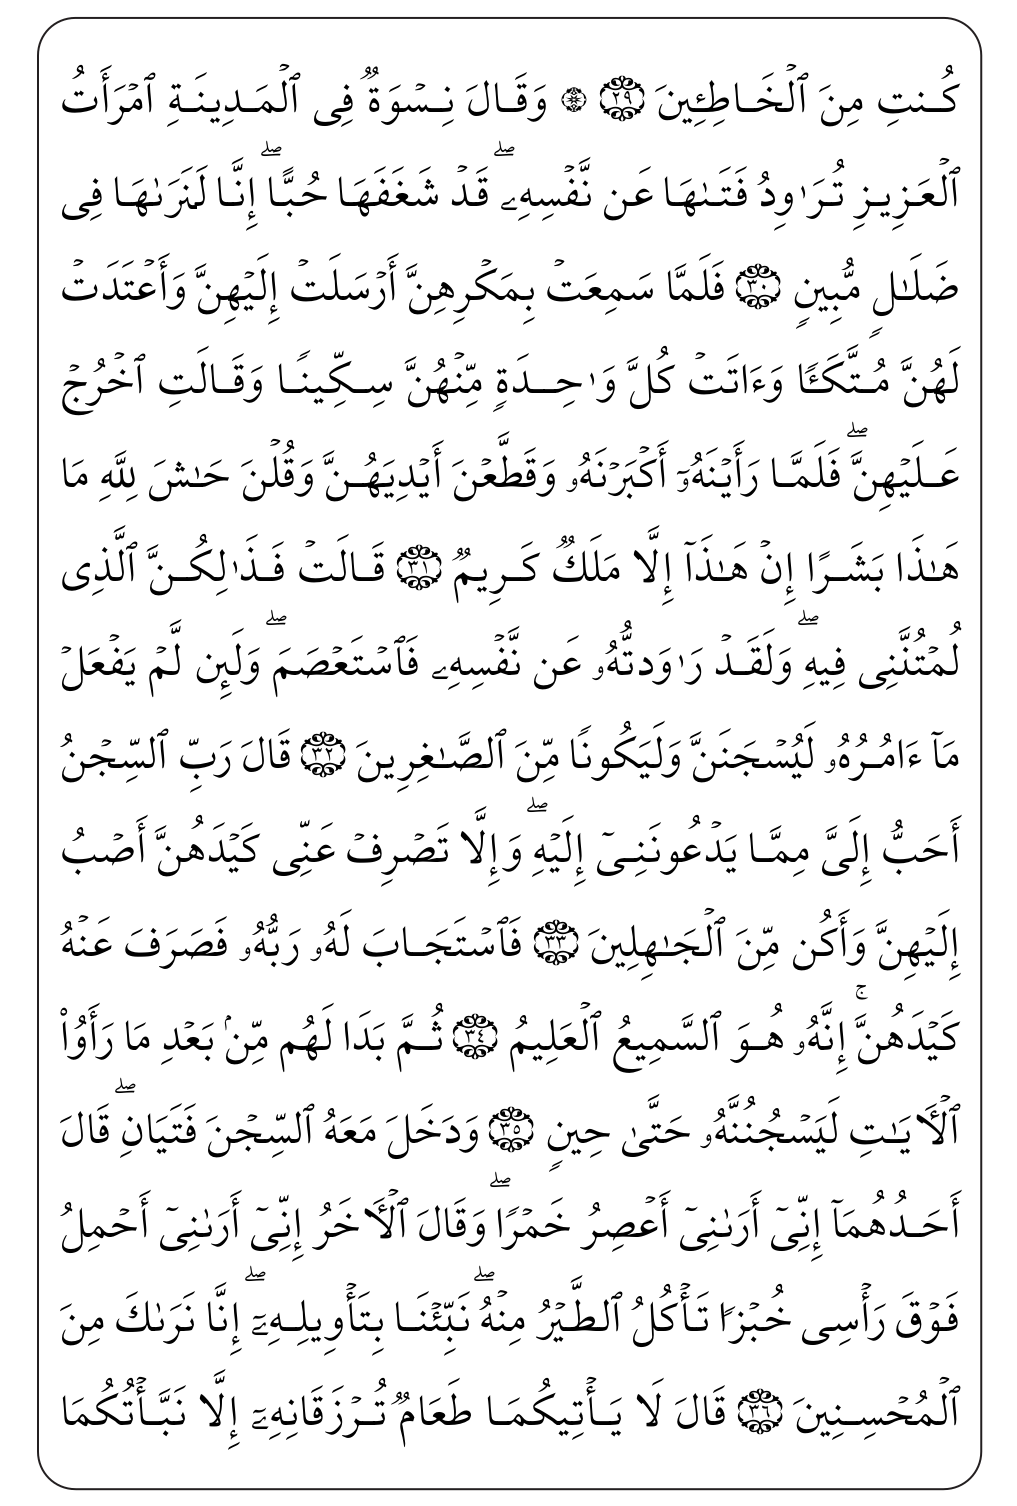 كُنتِ مِنَ ٱلْخَاطِـِٔينَ ٢٩ ۞ وَقَالَ نِسْوَةٌ فِى ٱلْمَدِينَةِ ٱمْرَأَتُ
ٱلْعَزِيزِ تُرَٰوِدُ فَتَىٰهَا عَن نَّفْسِهِۦ ۖ قَدْ شَغَفَهَا حُبًّا ۖ إِنَّا لَنَرَىٰهَا فِى
ضَلَـٰلٍ مُّبِينٍ ٣٠ فَلَمَّا سَمِعَتْ بِمَكْرِهِنَّ أَرْسَلَتْ إِلَيْهِنَّ وَأَعْتَدَتْ
لَهُنَّ مُتَّكَـًٔا وَءَاتَتْ كُلَّ وَٰحِدَةٍ مِّنْهُنَّ سِكِّينًا وَقَالَتِ ٱخْرُجْ
عَلَيْهِنَّ ۖ فَلَمَّا رَأَيْنَهُۥٓ أَكْبَرْنَهُۥ وَقَطَّعْنَ أَيْدِيَهُنَّ وَقُلْنَ حَـٰشَ لِلَّهِ مَا
هَـٰذَا بَشَرًا إِنْ هَـٰذَآ إِلَّا مَلَكٌ كَرِيمٌ ٣١ قَالَتْ فَذَٰلِكُنَّ ٱلَّذِى
لُمْتُنَّنِى فِيهِ ۖ وَلَقَدْ رَٰوَدتُّهُۥ عَن نَّفْسِهِۦ فَٱسْتَعْصَمَ ۖ وَلَئِن لَّمْ يَفْعَلْ
مَآ ءَامُرُهُۥ لَيُسْجَنَنَّ وَلَيَكُونًا مِّنَ ٱلصَّـٰغِرِينَ ٣٢ قَالَ رَبِّ ٱلسِّجْنُ
أَحَبُّ إِلَىَّ مِمَّا يَدْعُونَنِىٓ إِلَيْهِ ۖ وَإِلَّا تَصْرِفْ عَنِّى كَيْدَهُنَّ أَصْبُ
إِلَيْهِنَّ وَأَكُن مِّنَ ٱلْجَـٰهِلِينَ ٣٣ فَٱسْتَجَابَ لَهُۥ رَبُّهُۥ فَصَرَفَ عَنْهُ
كَيْدَهُنَّ ۚ إِنَّهُۥ هُوَ ٱلسَّمِيعُ ٱلْعَلِيمُ ٣٤ ثُمَّ بَدَا لَهُم مِّنۢ بَعْدِ مَا رَأَوُا۟
ٱلْـَٔايَـٰتِ لَيَسْجُنُنَّهُۥ حَتَّىٰ حِينٍ ٣٥ وَدَخَلَ مَعَهُ ٱلسِّجْنَ فَتَيَانِ ۖ قَالَ
أَحَدُهُمَآ إِنِّىٓ أَرَىٰنِىٓ أَعْصِرُ خَمْرًا ۖ وَقَالَ ٱلْـَٔاخَرُ إِنِّىٓ أَرَىٰنِىٓ أَحْمِلُ
فَوْقَ رَأْسِى خُبْزًا تَأْكُلُ ٱلطَّيْرُ مِنْهُ ۖ نَبِّئْنَا بِتَأْوِيلِهِۦٓ ۖ إِنَّا نَرَىٰكَ مِنَ
ٱلْمُحْسِنِينَ ٣٦ قَالَ لَا يَأْتِيكُمَا طَعَامٌ تُرْزَقَانِهِۦٓ إِلَّا نَبَّأْتُكُمَا